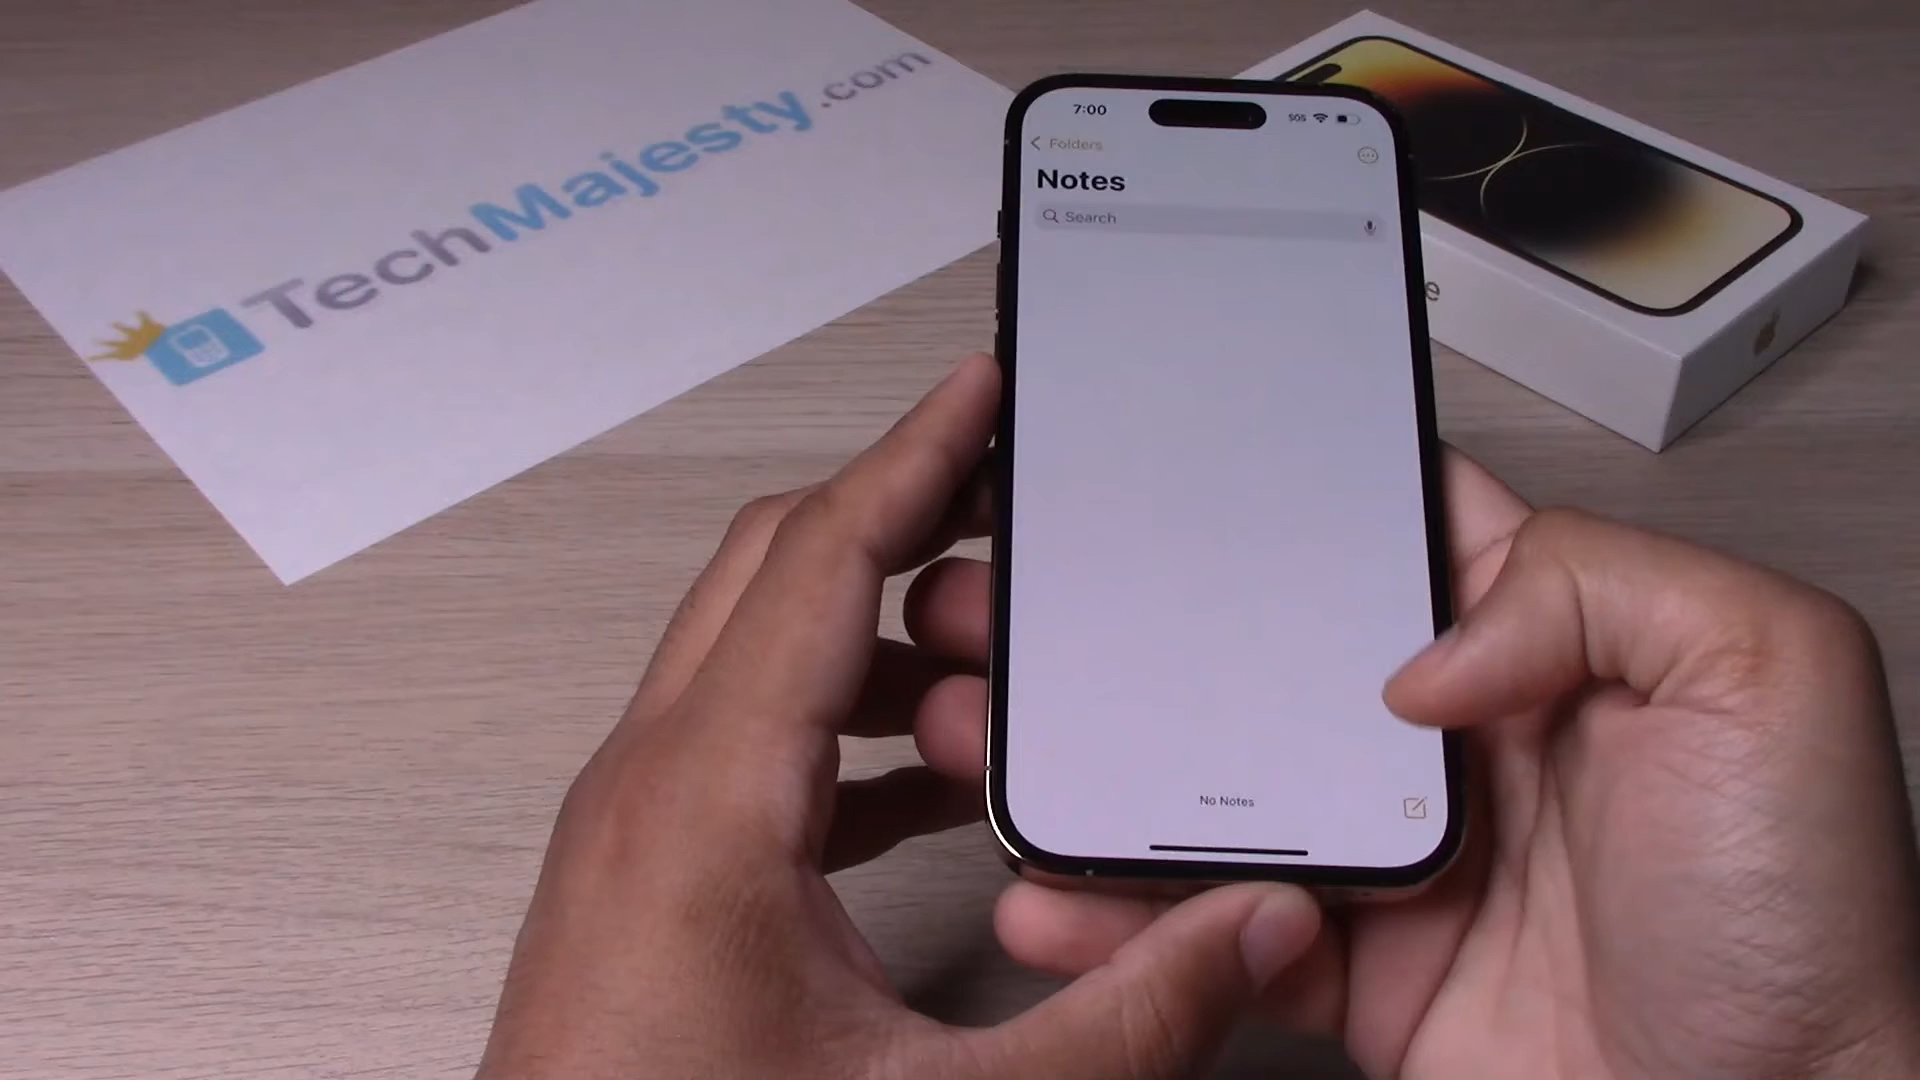 TechMajesty.com
7:00
SOS
Folders
Notes
Search
No Notes
e